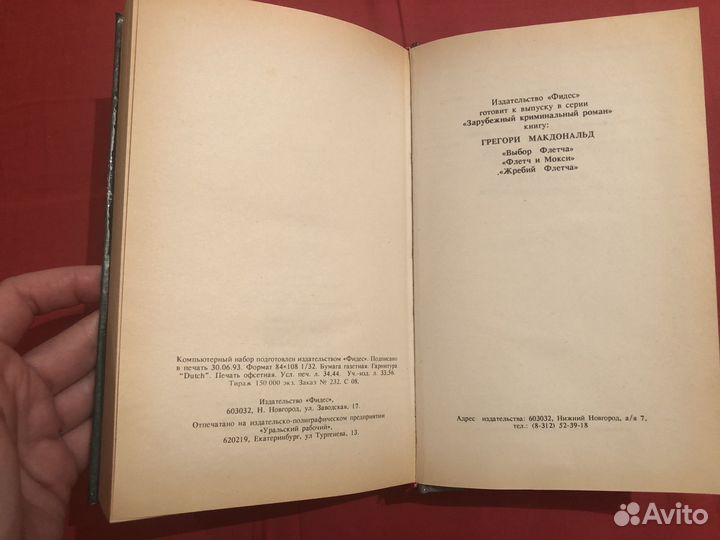 Компьютерный набор подготовлен издательством «Фидес». Подписано
в печать 30.06.93. Формат 84×108 1/32. Бумага газетная. Гарнитура
"Dutch". Печать офсетная. Усл. печ. л. 34,44. Уч.-изд. л. 33,56.
Тираж 150 000 экз. Заказ № 232. С 08.
Издательство «Фидес»,
603032, Н. Новгород, ул. Заводская, 17.
Отпечатано на издательско-полиграфическом предприятии
«Уральский рабочий»,
620219, Екатеринбург, ул Тургенева, 13.
Издательство «Фидес»
готовит к выпуску в серии
«Зарубежный криминальный роман»
книгу:
ГРЕГОРИ МАКДОНАЛЬД
«Выбор Флетча»
«Флетч и Мокси»
«Жребий Флетча»
Адрес издательства: 603032, Нижний Новгород, а/я 7,
тел.: (8-312) 52-39-18
Avito